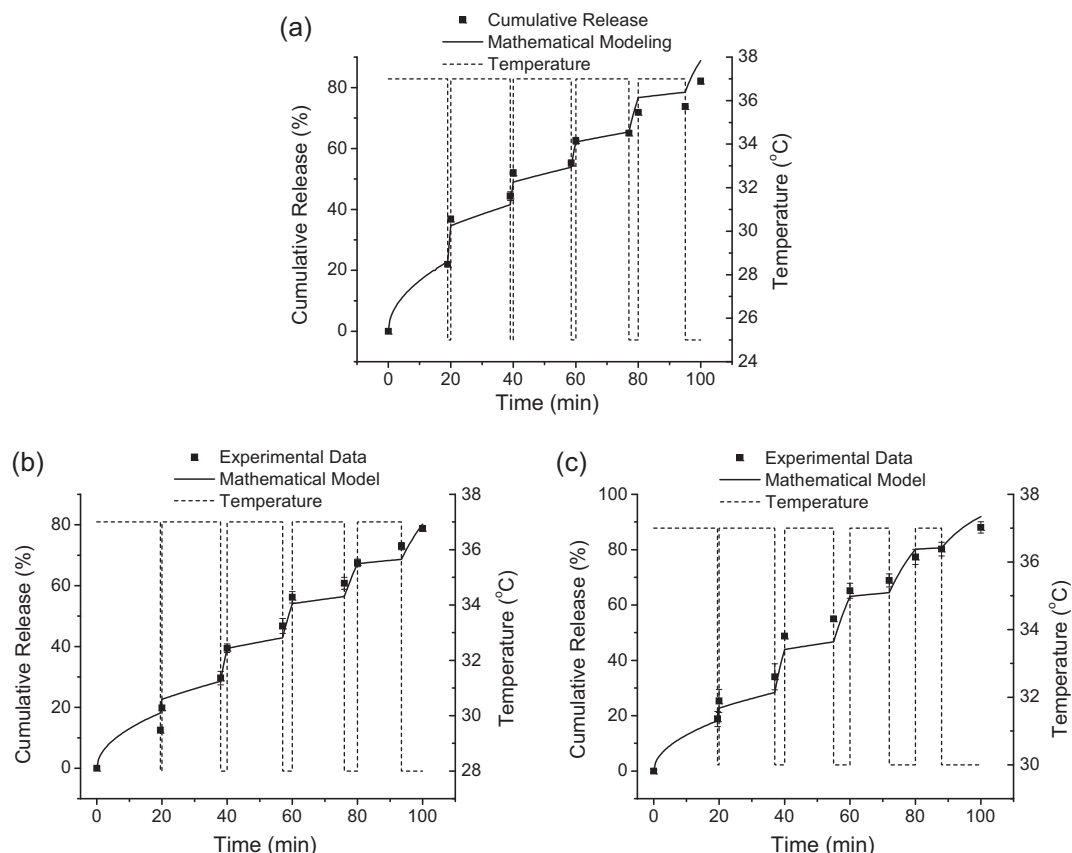 (a)
Cumulative Release
Mathematical Modeling
Temperature
Cumulative Release (%)
80
60
40
20
0
38
36
34
32
30
28
26
24
Temperature (°C)
0 20 40 60 80 100
Time (min)
(b)
Experimental Data
Mathematical Model
Temperature
Cumulative Release (%)
80
60
40
20
0
38
36
34
32
30
28
Temperature (°C)
0 20 40 60 80 100
Time (min)
(c)
Experimental Data
Mathematical Model
Temperature
Cumulative Release (%)
100
80
60
40
20
0
38
36
34
32
30
Temperature (°C)
0 20 40 60 80 100
Time (min)